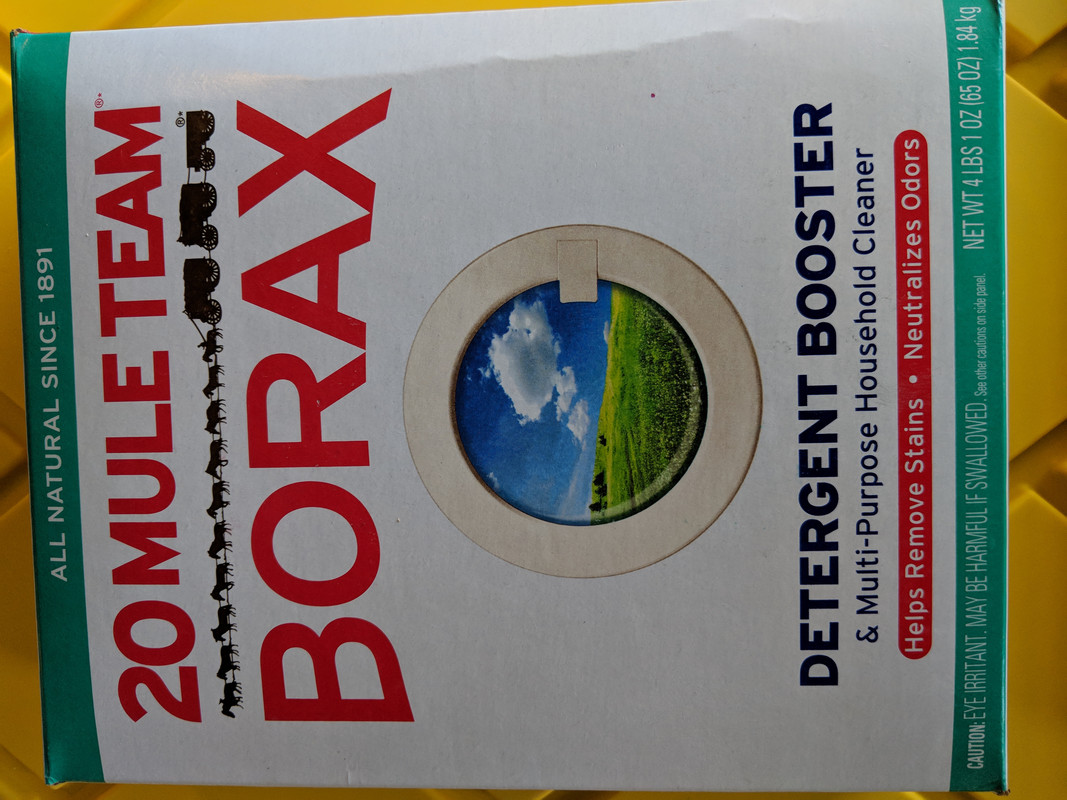 ALL NATURAL SINCE 1891
20 MULE TEAM®*
®*
BORAX
DETERGENT BOOSTER
& Multi-Purpose Household Cleaner
Helps Remove Stains • Neutralizes Odors
CAUTION: EYE IRRITANT. MAY BE HARMFUL IF SWALLOWED. See other cautions on side panel. NET WT 4 LBS 1 OZ (65 OZ) 1.84 kg